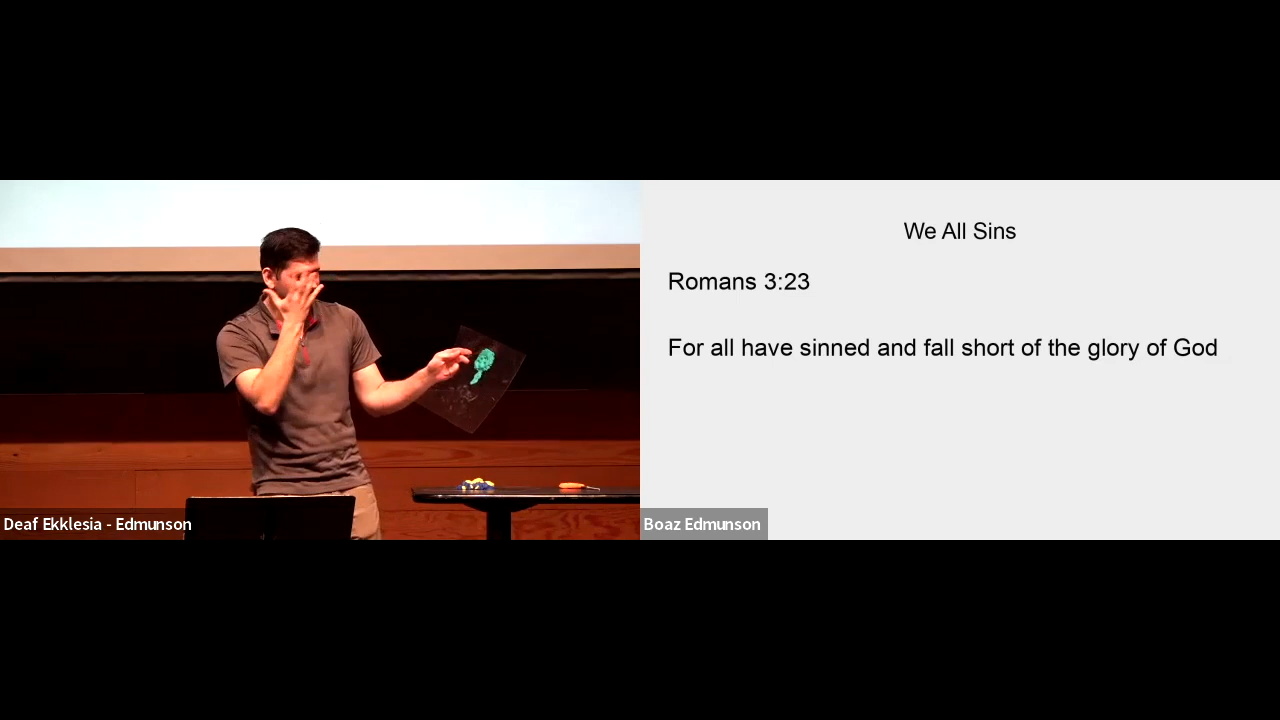 We All Sins
Romans 3:23
For all have sinned and fall short of the glory of God
Deaf Ekklesia - Edmunson
Boaz Edmunson